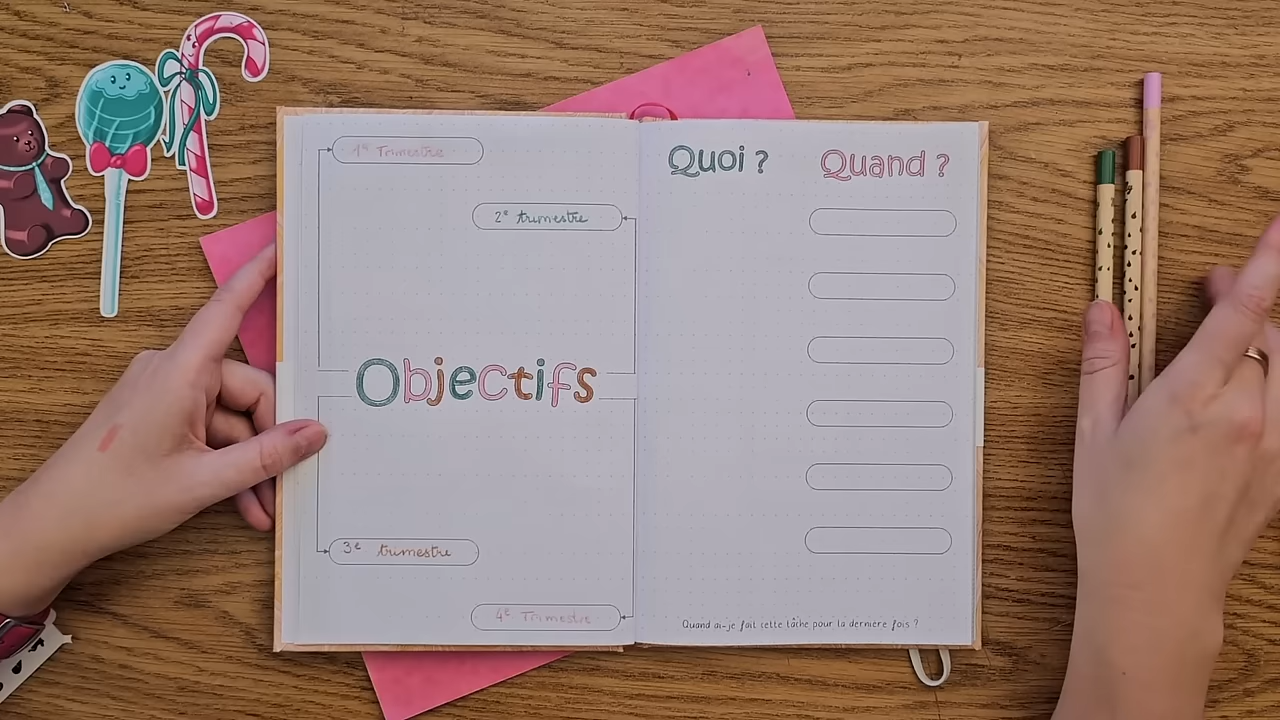 1er Trimestre
2e trimestre
Objectifs
3e trimestre
4e Trimestre
Quoi ?
Quand ?
Quand ai-je fait cette tâche pour la dernière fois ?